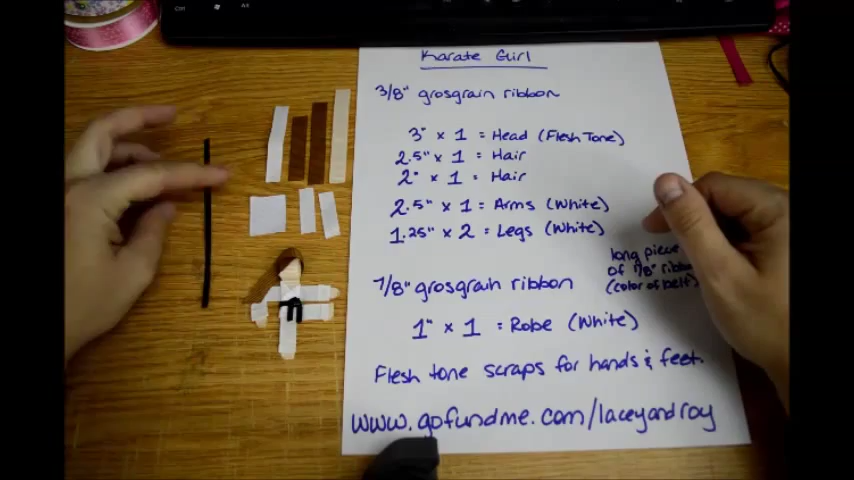 Ctrl
Alt
Karate Girl
3/8" grosgrain ribbon
3" x 1 = Head (Flesh Tone)
2.5" x 1 = Hair
2" x 1 = Hair
2.5" x 1 = Arms (White)
1.25" x 2 = Legs (White)
long piece
of 1/8" ribbon
(color of belt)
7/8" grosgrain ribbon
1" x 1 = Robe (White)
Flesh tone scraps for hands & feet.
www.gofundme.com/laceyandroy